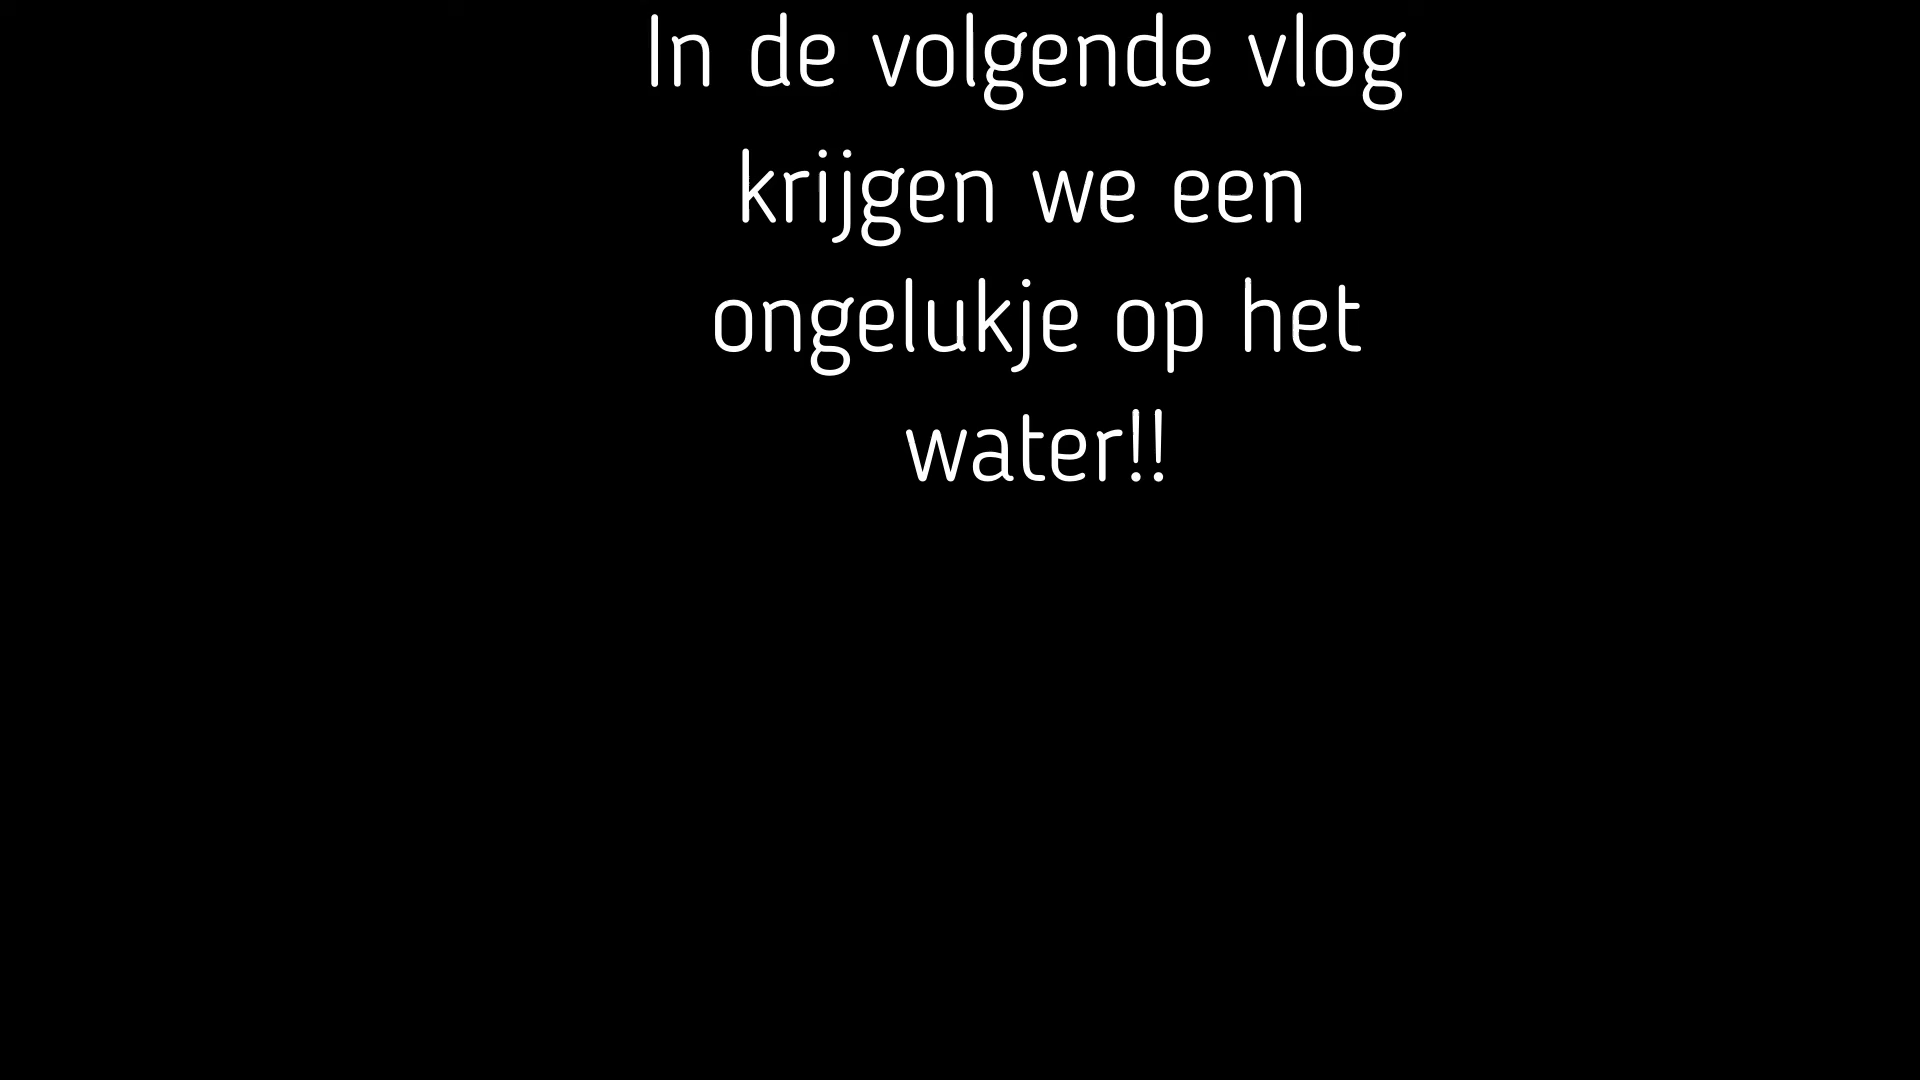 In de volgende vlog
krijgen we een
ongelukje op het
water!!